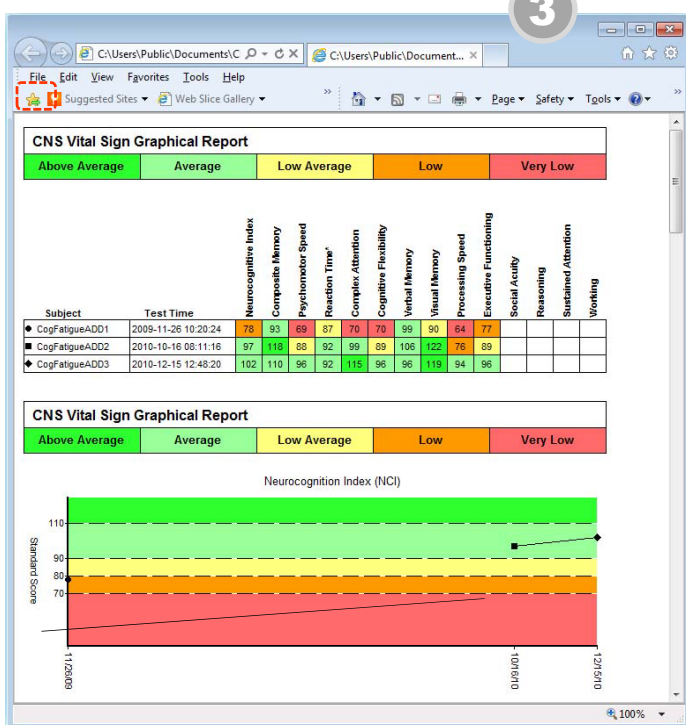 3
C:\Users\Public\Documents\C
C:\Users\Public\Document...
File Edit View Favorites Tools Help
Suggested Sites Web Slice Gallery » Page Safety Tools »
CNS Vital Sign Graphical Report
Above Average Average Low Average Low Very Low
Subject Test Time Neurocognitive Index Composite Memory Psychomotor Speed Reaction Time* Complex Attention Cognitive Flexibility Verbal Memory Visual Memory Processing Speed Executive Functioning Social Acuity Reasoning Sustained Attention Working
CogFatigueADD1 2009-11-26 10:20:24 78 93 69 87 70 70 99 90 64 77
CogFatigueADD2 2010-10-16 08:11:16 97 118 88 92 99 89 106 122 76 89
CogFatigueADD3 2010-12-15 12:48:20 102 110 96 92 115 96 96 119 94 96
CNS Vital Sign Graphical Report
Above Average Average Low Average Low Very Low
Neurocognition Index (NCI)
Standard Score
110
90
80
70
11/26/09 10/16/10 12/15/10
100%